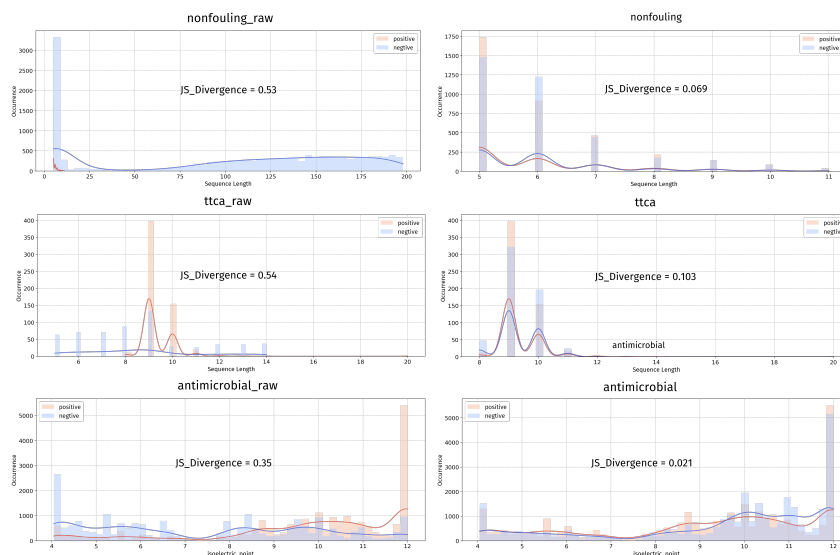 nonfouling_raw
3000
2500
2000
1500
1000
500
0
Occurrence
positive
negtive
JS_Divergence = 0.53
0 25 50 75 100 125 150 175 200
Sequence Length
nonfouling
1750
1500
1250
1000
750
500
250
0
Occurrence
positive
negtive
JS_Divergence = 0.069
5 6 7 8 9 10 11
Sequence Length
ttca_raw
400
350
300
250
200
150
100
50
0
Occurrence
positive
negtive
JS_Divergence = 0.54
6 8 10 12 14 16 18 20
Sequence Length
ttca
400
350
300
250
200
150
100
50
0
Occurrence
positive
negtive
JS_Divergence = 0.103
antimicrobial
8 10 12 14 16 18 20
Sequence Length
antimicrobial_raw
5000
4000
3000
2000
1000
0
Occurrence
positive
negtive
JS_Divergence = 0.35
4 5 6 7 8 9 10 11 12
isoelectric_point
antimicrobial
5000
4000
3000
2000
1000
0
Occurrence
positive
negtive
JS_Divergence = 0.021
4 5 6 7 8 9 10 11
isoelectric_point